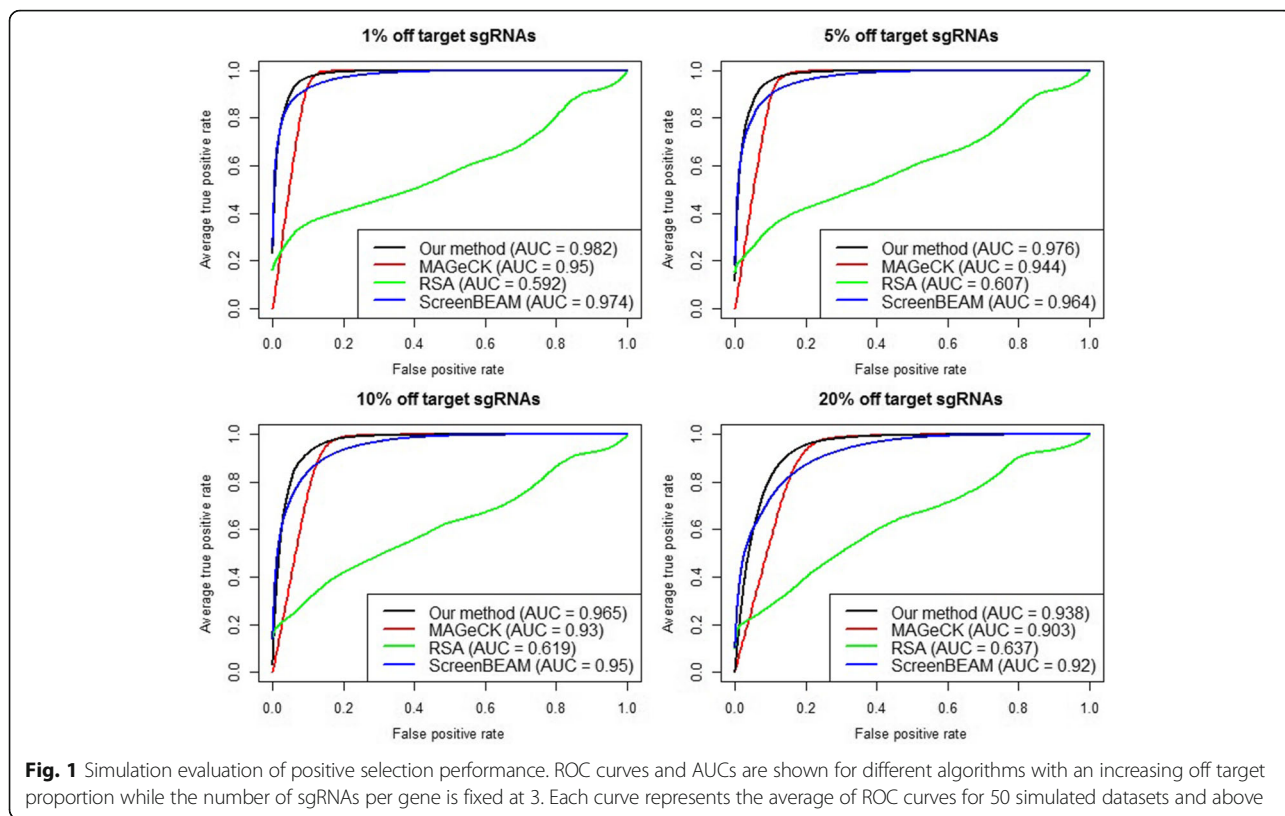 1% off target sgRNAs
Average true positive rate
1.0
0.8
0.6
0.4
0.2
0.0
Our method (AUC = 0.982)
MAGeCK (AUC = 0.95)
RSA (AUC = 0.592)
ScreenBEAM (AUC = 0.974)
0.0 0.2 0.4 0.6 0.8 1.0
False positive rate
5% off target sgRNAs
Average true positive rate
1.0
0.8
0.6
0.4
0.2
0.0
Our method (AUC = 0.976)
MAGeCK (AUC = 0.944)
RSA (AUC = 0.607)
ScreenBEAM (AUC = 0.964)
0.0 0.2 0.4 0.6 0.8 1.0
False positive rate
10% off target sgRNAs
Average true positive rate
1.0
0.8
0.6
0.4
0.2
0.0
Our method (AUC = 0.965)
MAGeCK (AUC = 0.93)
RSA (AUC = 0.619)
ScreenBEAM (AUC = 0.95)
0.0 0.2 0.4 0.6 0.8 1.0
False positive rate
20% off target sgRNAs
Average true positive rate
1.0
0.8
0.6
0.4
0.2
0.0
Our method (AUC = 0.938)
MAGeCK (AUC = 0.903)
RSA (AUC = 0.637)
ScreenBEAM (AUC = 0.92)
0.0 0.2 0.4 0.6 0.8 1.0
False positive rate
Fig. 1 Simulation evaluation of positive selection performance. ROC curves and AUCs are shown for different algorithms with an increasing off target
proportion while the number of sgRNAs per gene is fixed at 3. Each curve represents the average of ROC curves for 50 simulated datasets and above